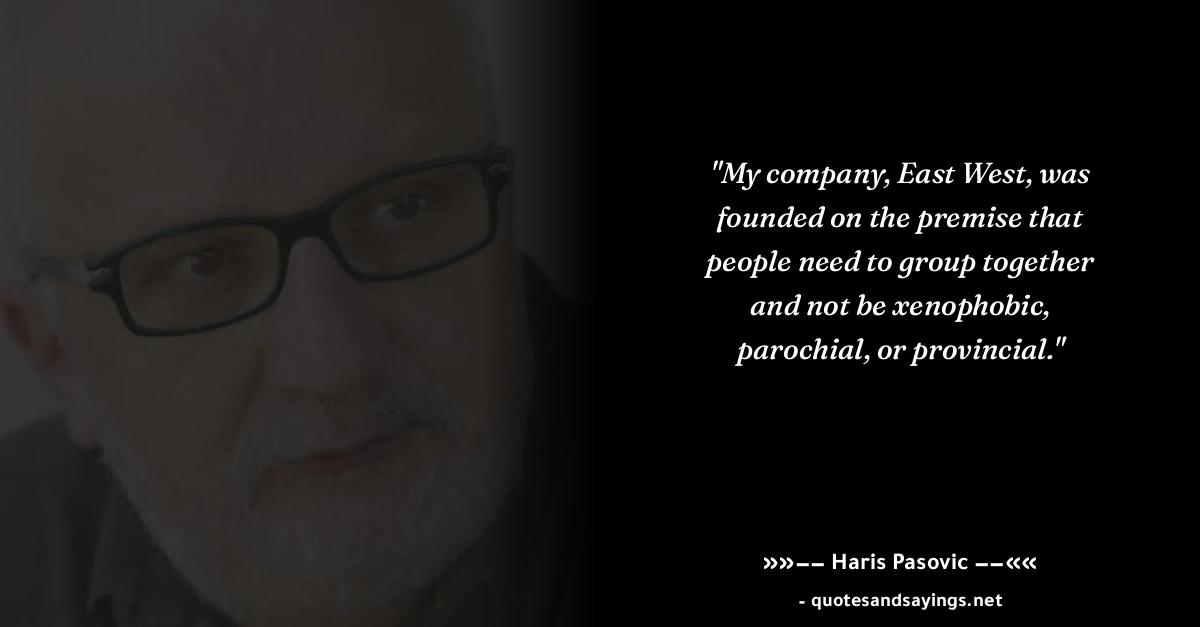 "My company, East West, was
founded on the premise that
people need to group together
and not be xenophobic,
parochial, or provincial."
»»−− Haris Pasovic −−««
- quotesandsayings.net